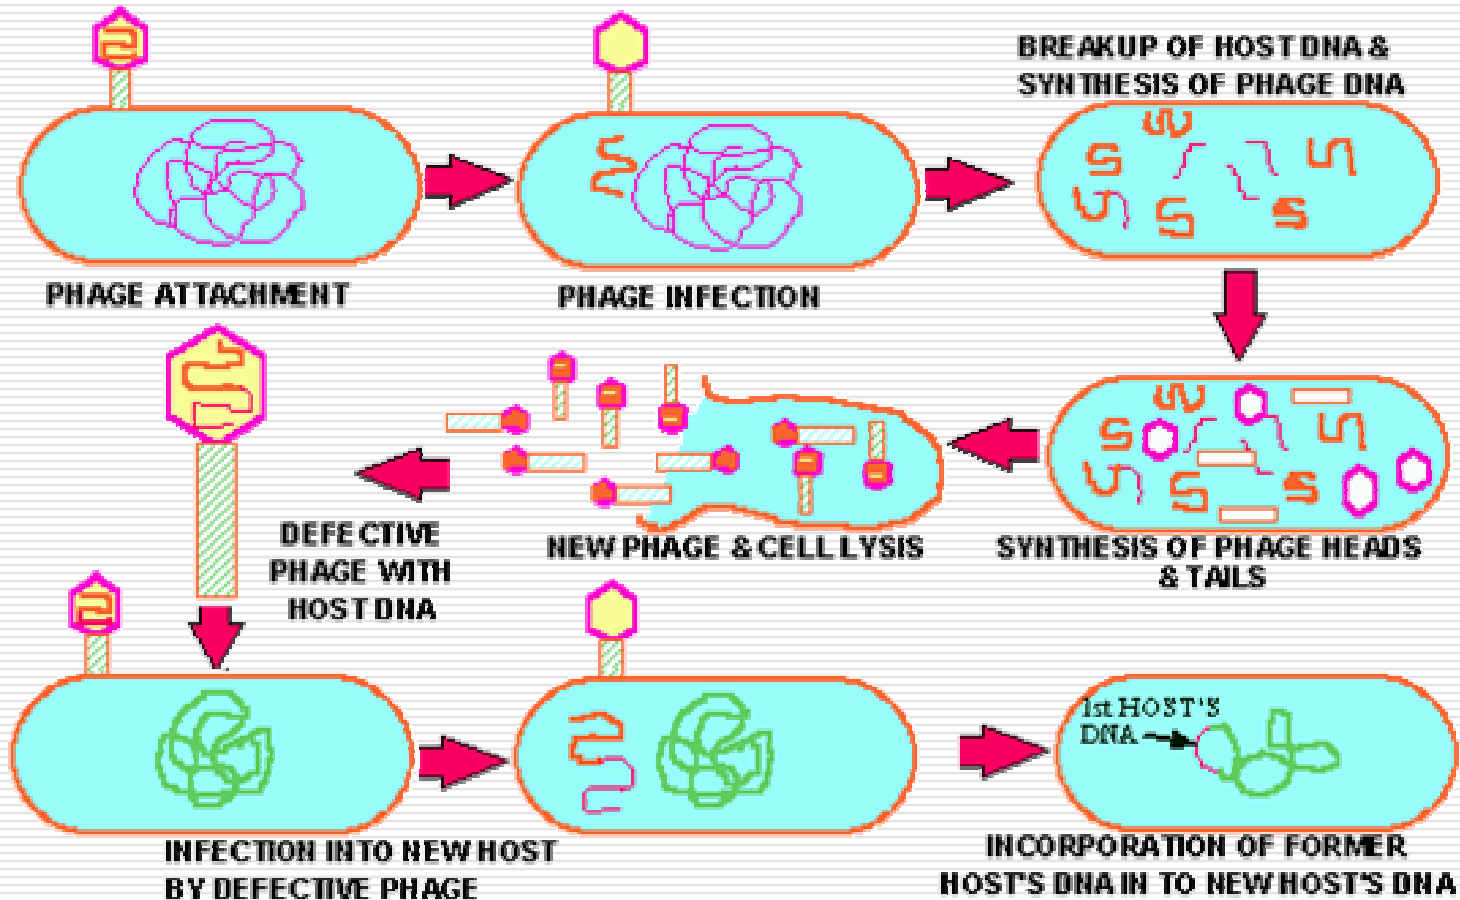 BREAKUP OF HOST DNA &
SYNTHESIS OF PHAGE DNA
PHAGE ATTACHMENT
PHAGE INFECTION
NEW PHAGE & CELL LYSIS
SYNTHESIS OF PHAGE HEADS
& TAILS
DEFECTIVE
PHAGE WITH
HOST DNA
1st HOST'S
DNA
INFECTION INTO NEW HOST
BY DEFECTIVE PHAGE
INCORPORATION OF FORMER
HOST'S DNA IN TO NEW HOST'S DNA